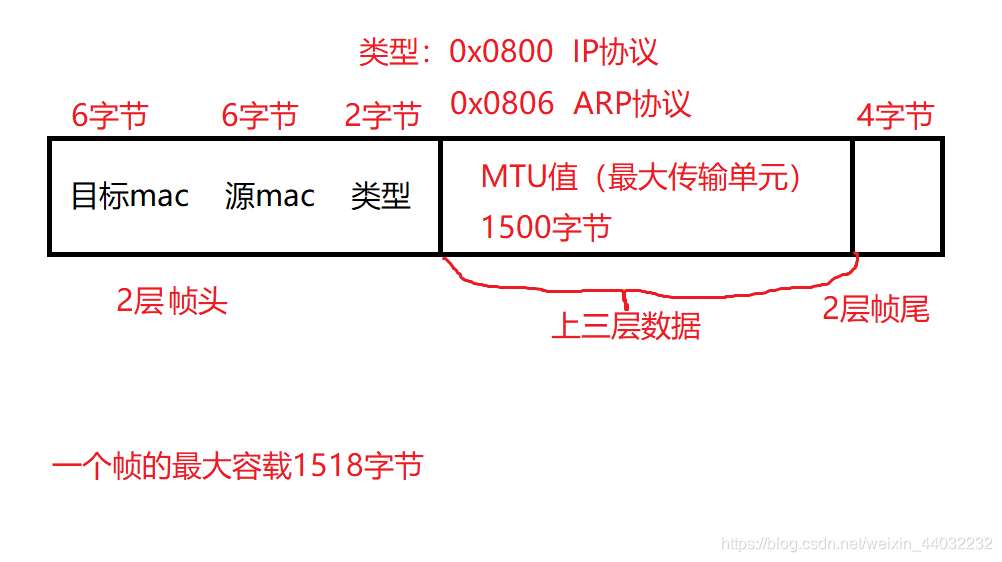 类型：0x0800 IP协议
0x0806 ARP协议
6字节 6字节 2字节 4字节
目标mac 源mac 类型
MTU值（最大传输单元）
1500字节
2层帧头
上三层数据
2层帧尾
一个帧的最大容载1518字节
https://blog.csdn.net/weixin_44032232